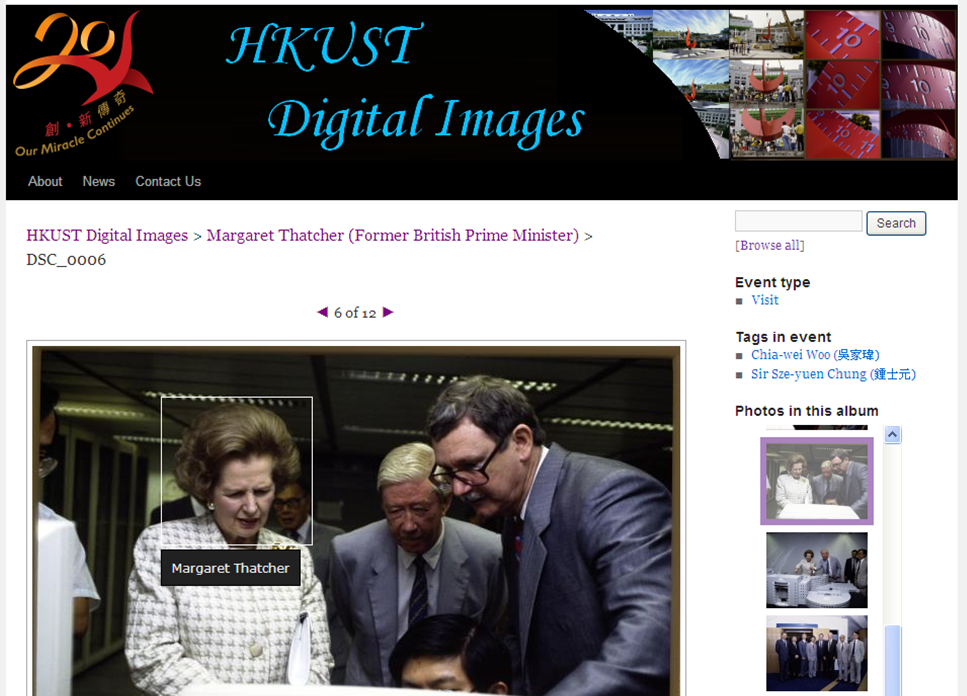 20
創•新傳奇
Our Miracle Continues
HKUST
Digital Images
About News Contact Us
HKUST Digital Images > Margaret Thatcher (Former British Prime Minister) >
DSC_0006
◄ 6 of 12 ►
Margaret Thatcher
Search
[Browse all]
Event type
Visit
Tags in event
Chia-wei Woo (吳家瑋)
Sir Sze-yuen Chung (鍾士元)
Photos in this album